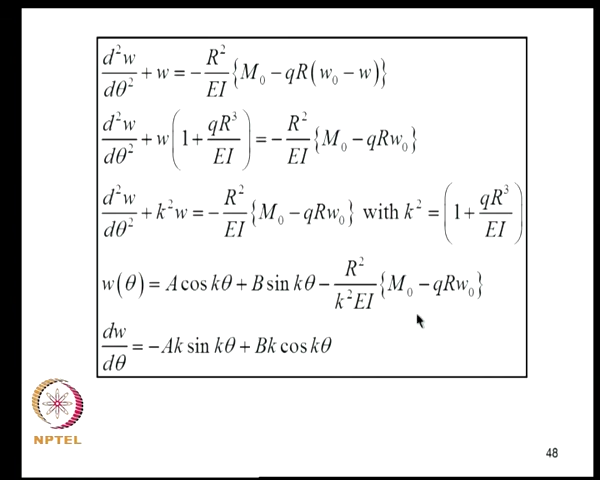 d²w/dθ² + w = −R²/EI {M₀ − qR(w₀ − w)}
d²w/dθ² + w(1 + qR³/EI) = −R²/EI {M₀ − qRw₀}
d²w/dθ² + k²w = −R²/EI {M₀ − qRw₀} with k² = (1 + qR³/EI)
w(θ) = A cos kθ + B sin kθ − R²/k²EI {M₀ − qRw₀}
dw/dθ = −Ak sin kθ + Bk cos kθ
NPTEL
48